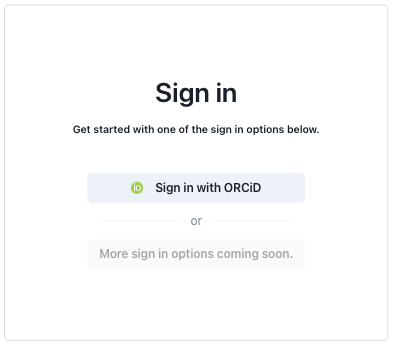 Sign in
Get started with one of the sign in options below.
iD Sign in with ORCiD
or
More sign in options coming soon.